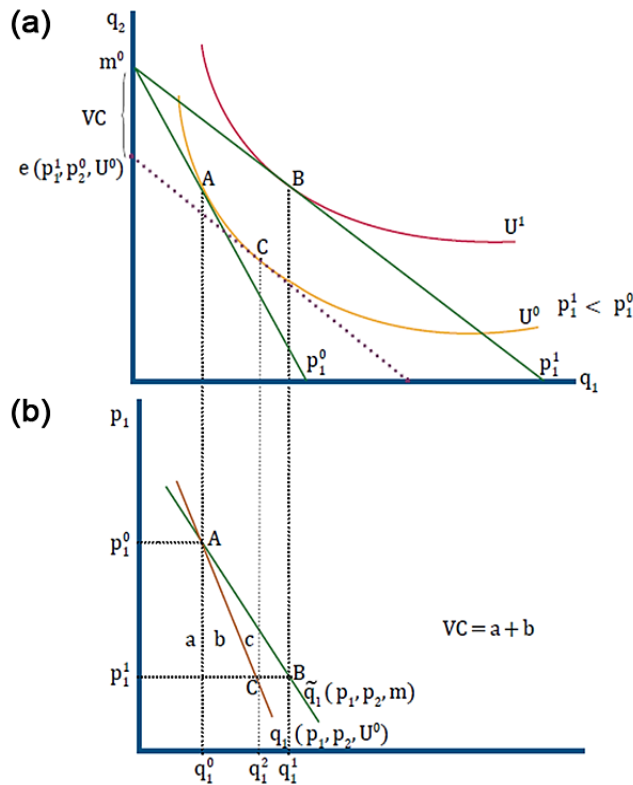 (a)
q₂
m⁰
VC
e (p₁¹, p₂⁰, U⁰)
A
B
C
U¹
U⁰
p₁¹ < p₁⁰
p₁⁰
p₁¹
q₁
(b)
p₁
p₁⁰
A
a
b
c
VC = a + b
p₁¹
C
B
q̃₁ ( p₁, p₂, m)
q₁ ( p₁, p₂, U⁰)
q₁⁰
q₁²
q₁¹